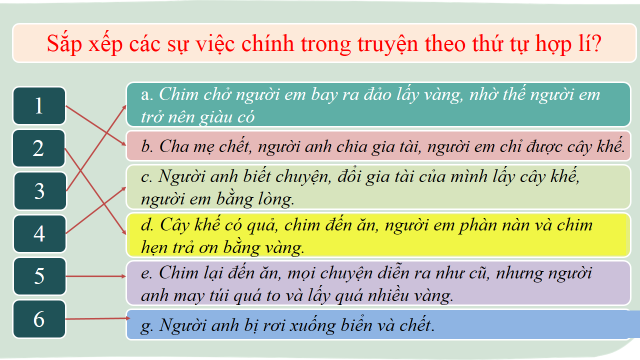 Sắp xếp các sự việc chính trong truyện theo thứ tự hợp lí?
1
2
3
4
5
6
a. Chim chở người em bay ra đảo lấy vàng, nhờ thế người em
trở nên giàu có
b. Cha mẹ chết, người anh chia gia tài, người em chỉ được cây khế.
c. Người anh biết chuyện, đổi gia tài của mình lấy cây khế,
người em bằng lòng.
d. Cây khế có quả, chim đến ăn, người em phàn nàn và chim
hẹn trả ơn bằng vàng.
e. Chim lại đến ăn, mọi chuyện diễn ra như cũ, nhưng người
anh may túi quá to và lấy quá nhiều vàng.
g. Người anh bị rơi xuống biển và chết.